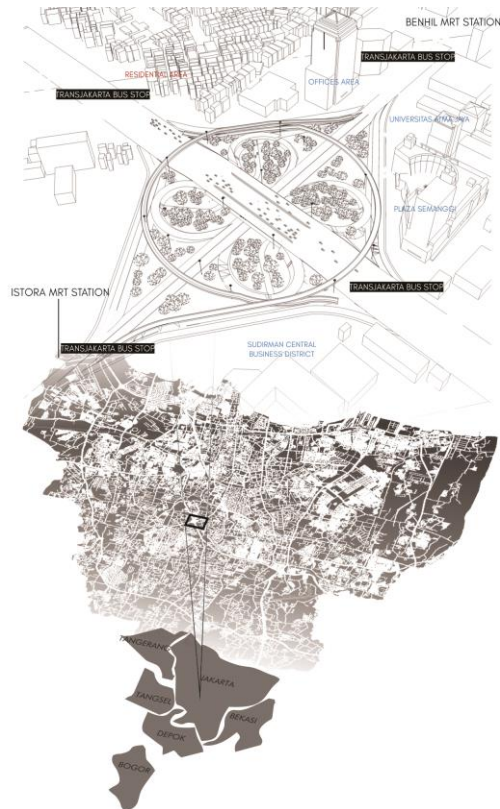 BENHIL MRT STATION
TRANSJAKARTA BUS STOP
RESIDENTIAL AREA
OFFICES AREA
TRANSJAKARTA BUS STOP
UNIVERSITAS ATMA JAYA
PLAZA SEMANGGI
TRANSJAKARTA BUS STOP
ISTORA MRT STATION
TRANSJAKARTA BUS STOP
SUDIRMAN CENTRAL
BUSINESS DISTRICT
TANGERANG
JAKARTA
TANGSEL
BEKASI
DEPOK
BOGOR